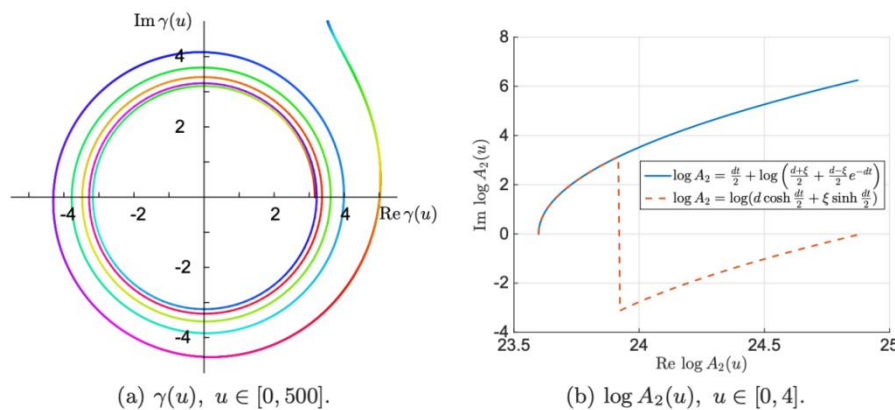 Im γ(u)
4
2
-4
-2
2
4
Re γ(u)
-2
-4
(a) γ(u), u ∈ [0, 500].
8
6
4
2
0
-2
-4
Im log A₂(u)
log A₂ = dt/2 + log((d+ξ)/2 + (d−ξ)/2 e^{−dt})
log A₂ = log(d cosh dt/2 + ξ sinh dt/2)
23.5
24
24.5
25
Re log A₂(u)
(b) log A₂(u), u ∈ [0, 4].